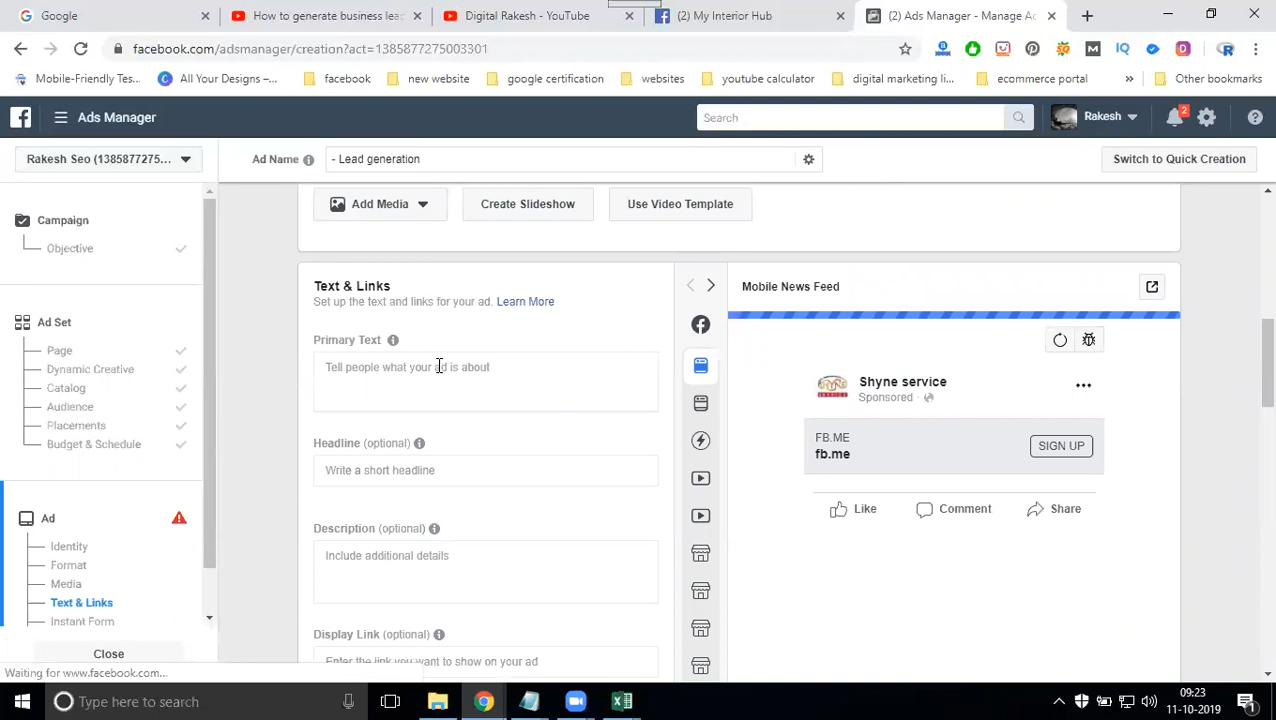 Google
How to generate business le
Digital Rakesh - YouTube
(2) My Interior Hub
(2) Ads Manager - Manage Ad
facebook.com/adsmanager/creation?act=1385877275003301
Mobile-Friendly Tes...
All Your Designs –...
facebook
new website
google certification
websites
youtube calculator
digital marketing li...
ecommerce portal
Other bookmarks
Ads Manager
Search
Rakesh
2
Rakesh Seo (1385877275...
Ad Name
- Lead generation
Switch to Quick Creation
Campaign
Objective
Ad Set
Page
Dynamic Creative
Catalog
Audience
Placements
Budget & Schedule
Ad
Identity
Format
Media
Text & Links
Instant Form
Close
Add Media
Create Slideshow
Use Video Template
Text & Links
Set up the text and links for your ad. Learn More
Primary Text
Tell people what your ad is about
Headline (optional)
Write a short headline
Description (optional)
Include additional details
Display Link (optional)
Enter the link you want to show on your ad
Mobile News Feed
Shyne service
Sponsored ·
FB.ME
fb.me
SIGN UP
Like
Comment
Share
Waiting for www.facebook.com...
Type here to search
09:23
11-10-2019
1